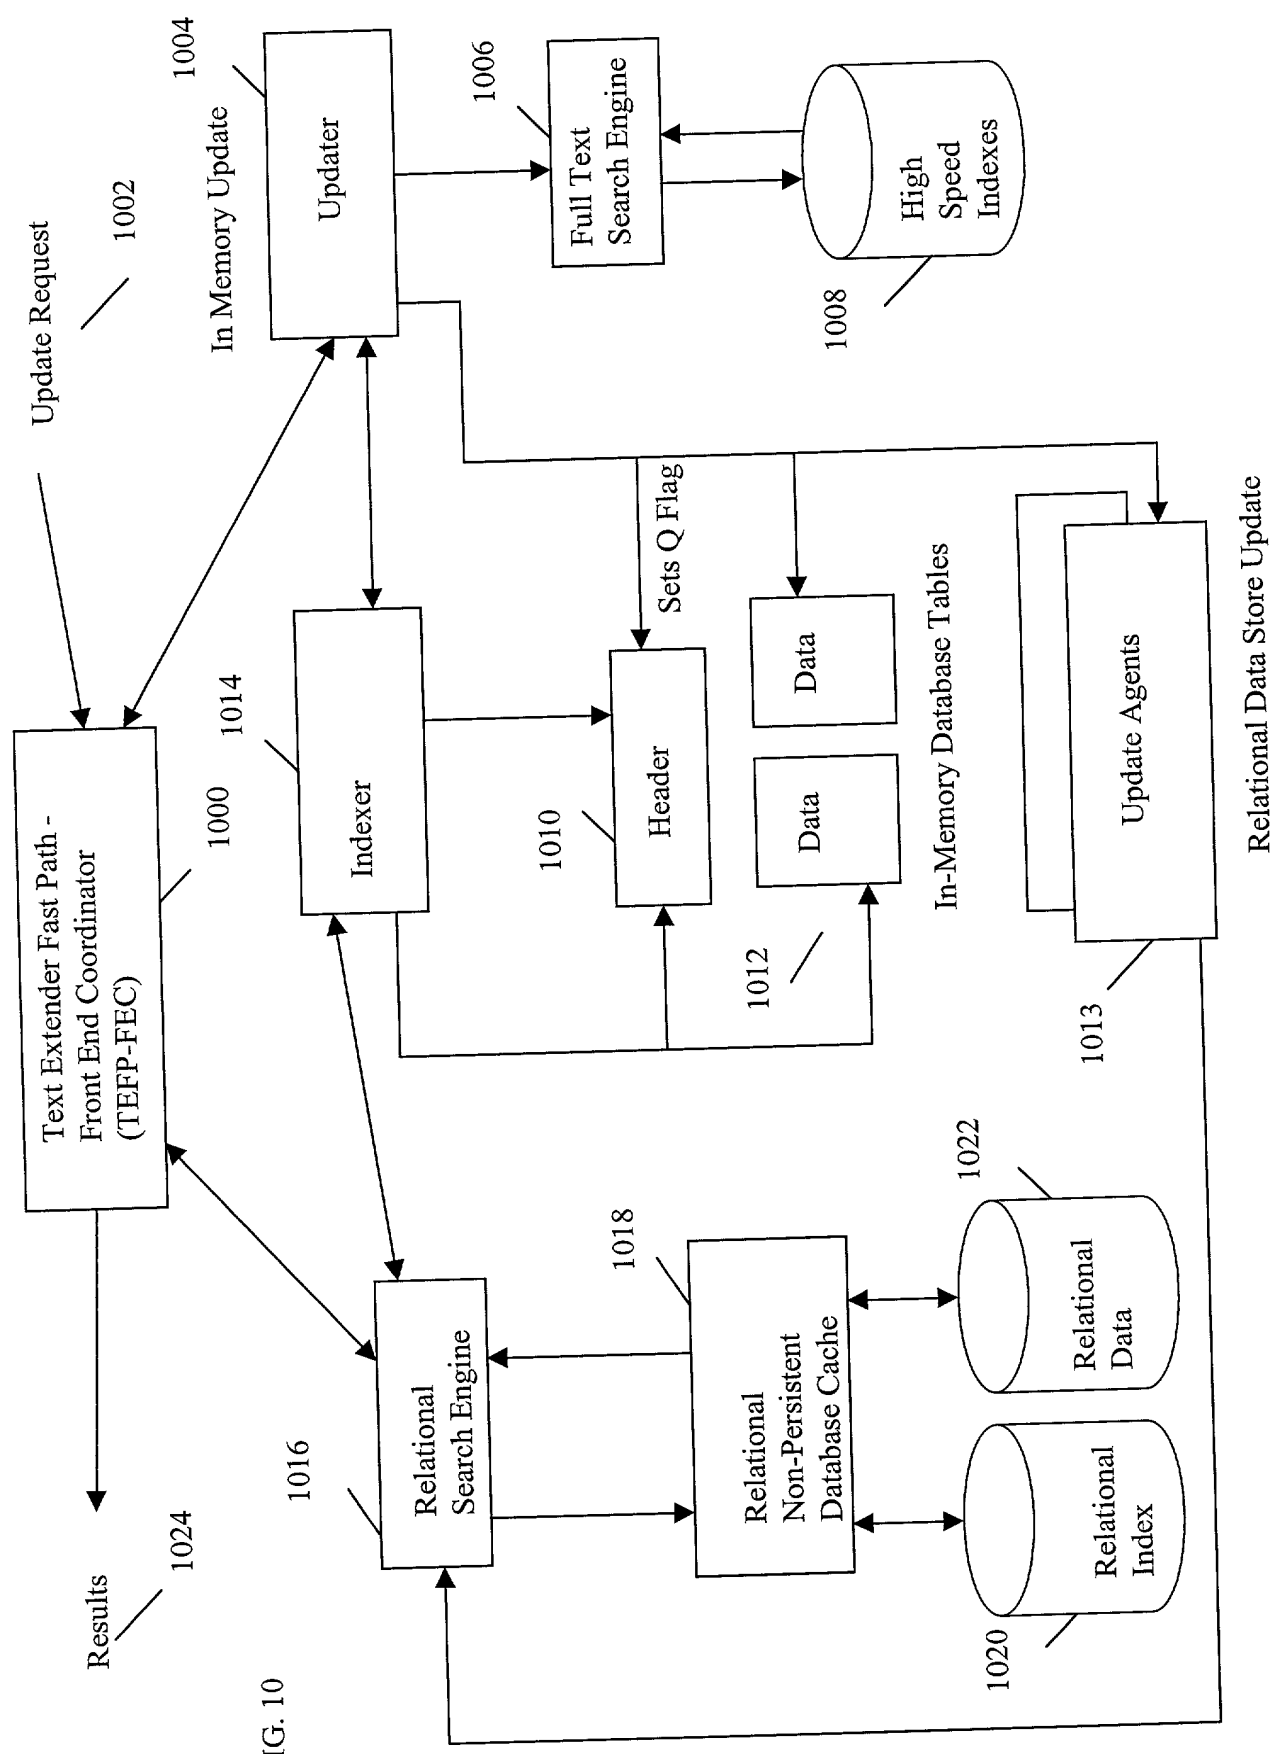 Results
1024
Text Extender Fast Path -
Front End Coordinator
(TEFP-FEC)
1000
Update Request
1002
1016
Relational
Search Engine
Indexer
1014
In Memory Update
1004
Updater
1018
Relational
Non-Persistent
Database Cache
1010
Header
Sets Q Flag
1006
Full Text
Search Engine
1012
Data
Data
In-Memory Database Tables
1008
High
Speed
Indexes
1020
Relational
Index
1022
Relational
Data
1013
Update Agents
Relational Data Store Update
IG. 10